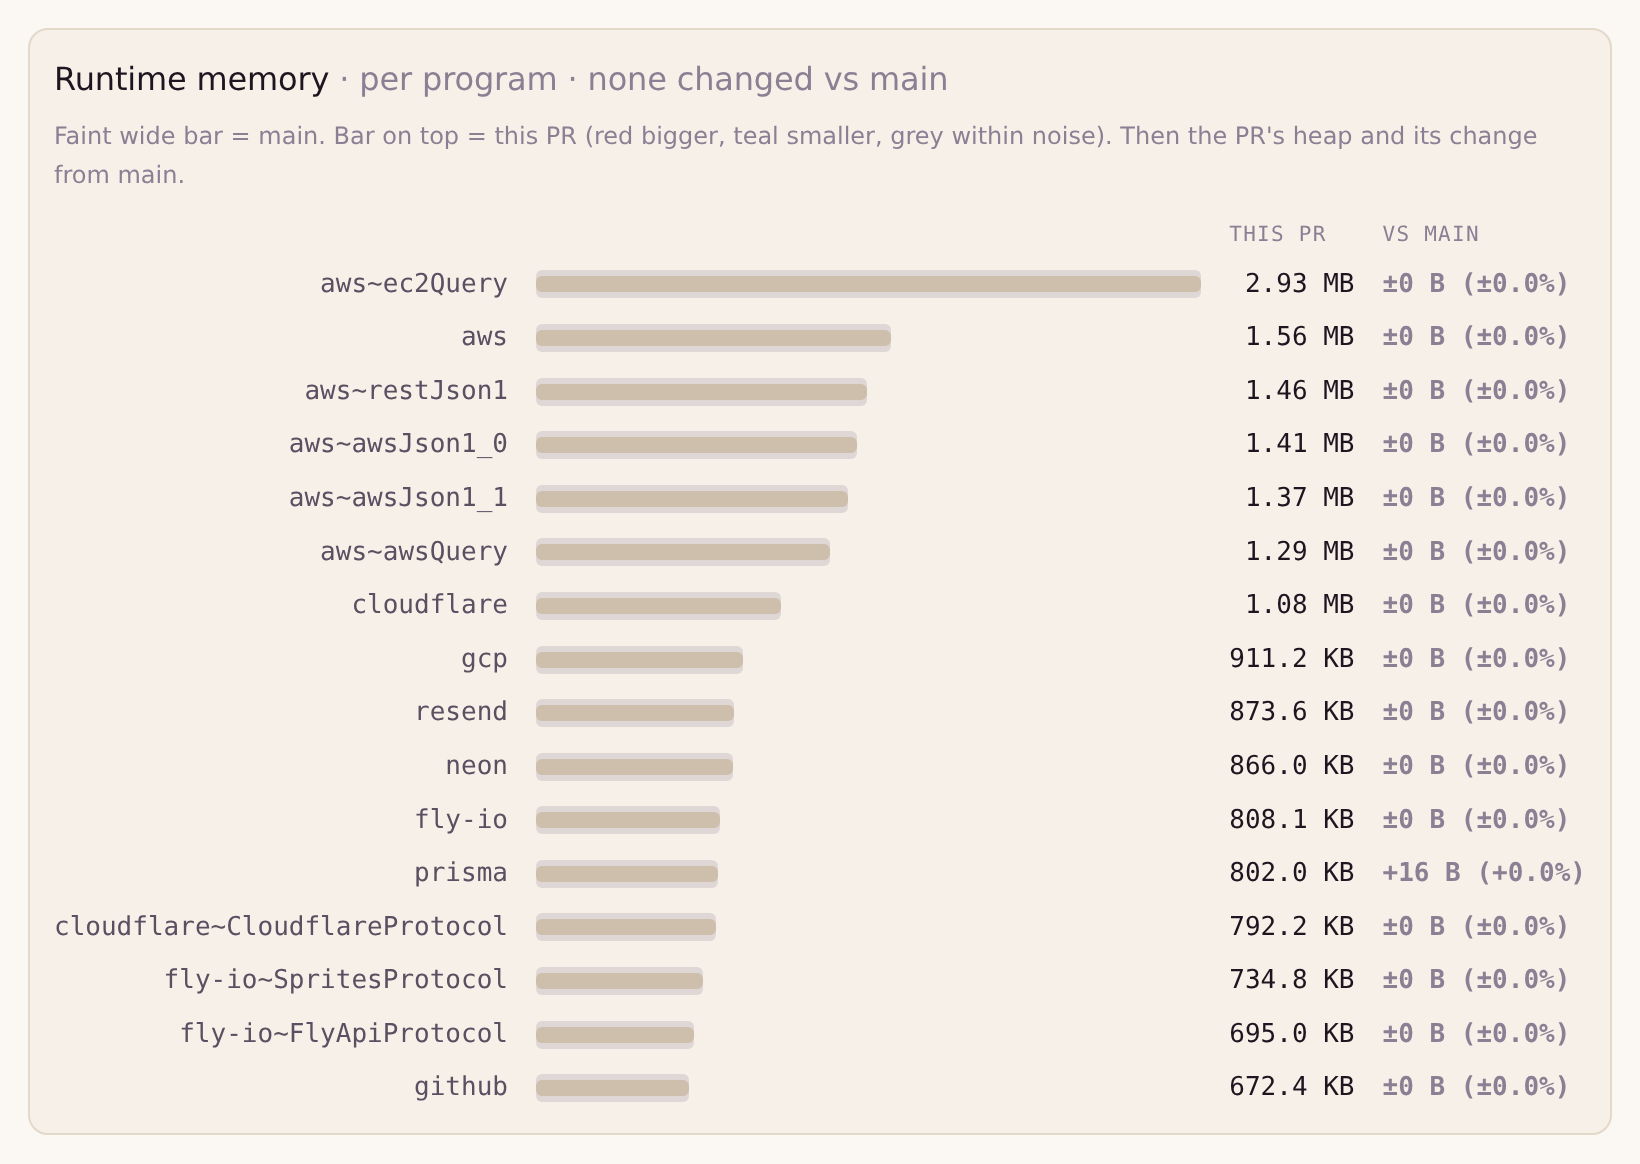 Runtime memory · per program · none changed vs main
Faint wide bar = main. Bar on top = this PR (red bigger, teal smaller, grey within noise). Then the PR's heap and its change
from main.
THIS PR VS MAIN
aws~ec2Query 2.93 MB ±0 B (±0.0%)
aws 1.56 MB ±0 B (±0.0%)
aws~restJson1 1.46 MB ±0 B (±0.0%)
aws~awsJson1_0 1.41 MB ±0 B (±0.0%)
aws~awsJson1_1 1.37 MB ±0 B (±0.0%)
aws~awsQuery 1.29 MB ±0 B (±0.0%)
cloudflare 1.08 MB ±0 B (±0.0%)
gcp 911.2 KB ±0 B (±0.0%)
resend 873.6 KB ±0 B (±0.0%)
neon 866.0 KB ±0 B (±0.0%)
fly-io 808.1 KB ±0 B (±0.0%)
prisma 802.0 KB +16 B (+0.0%)
cloudflare~CloudflareProtocol 792.2 KB ±0 B (±0.0%)
fly-io~SpritesProtocol 734.8 KB ±0 B (±0.0%)
fly-io~FlyApiProtocol 695.0 KB ±0 B (±0.0%)
github 672.4 KB ±0 B (±0.0%)